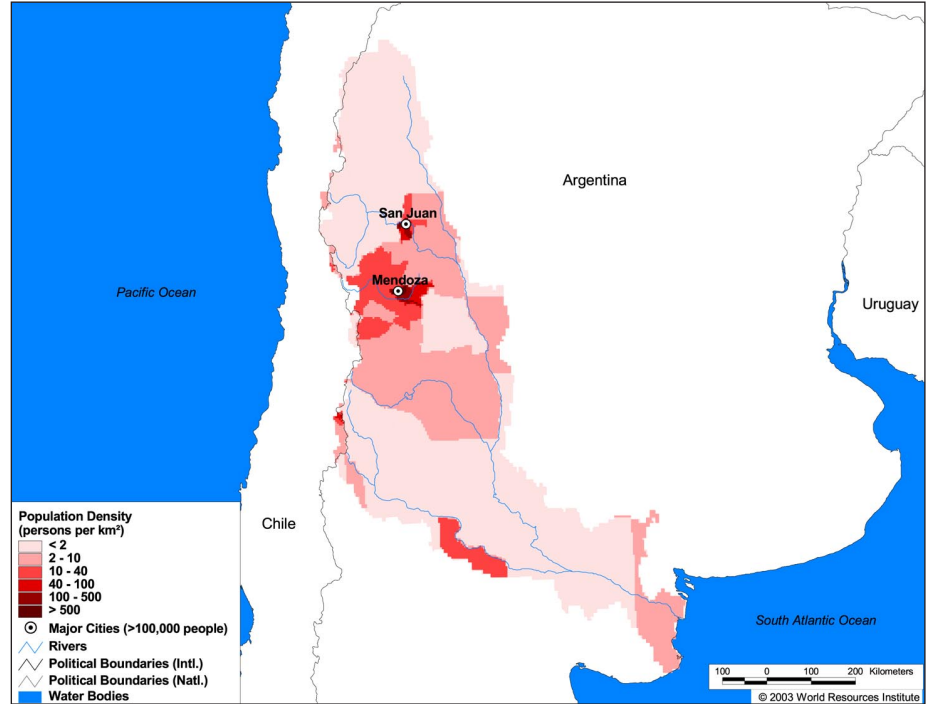 Argentina
San Juan
Mendoza
Pacific Ocean
Uruguay
Chile
South Atlantic Ocean
Population Density
(persons per km²)
< 2
2 - 10
10 - 40
40 - 100
100 - 500
> 500
Major Cities (>100,000 people)
Rivers
Political Boundaries (Intl.)
Political Boundaries (Natl.)
Water Bodies
100 0 100 200 Kilometers
© 2003 World Resources Institute